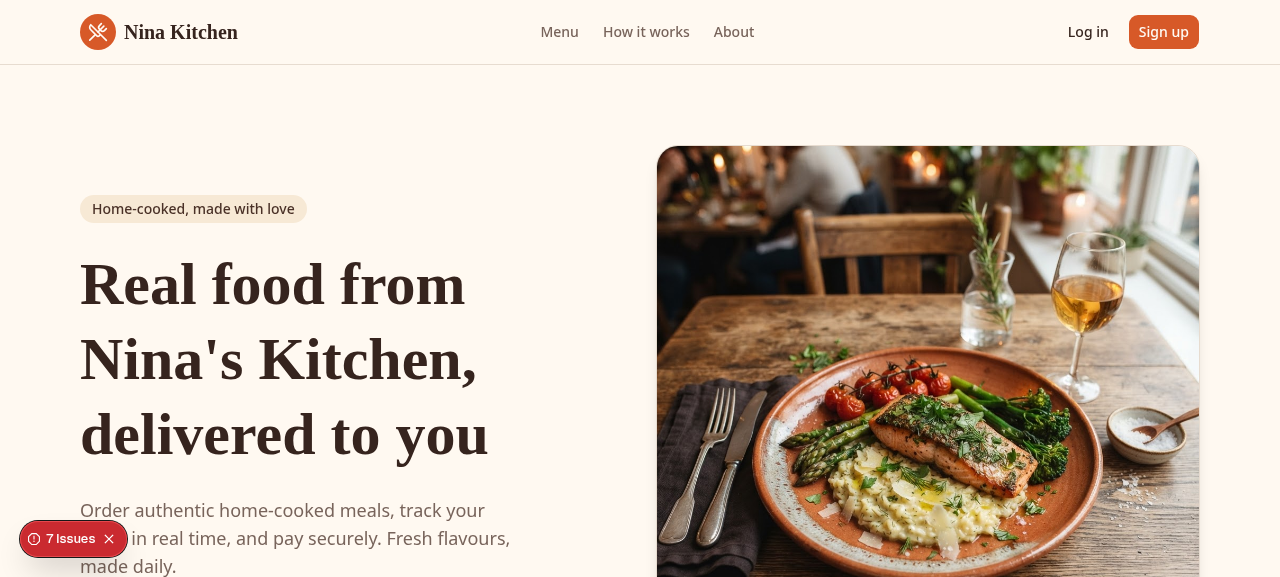 Nina Kitchen
Menu
How it works
About
Log in
Sign up
Home-cooked, made with love
Real food from
Nina's Kitchen,
delivered to you
Order authentic home-cooked meals, track your
in real time, and pay securely. Fresh flavours,
made daily.
7 Issues